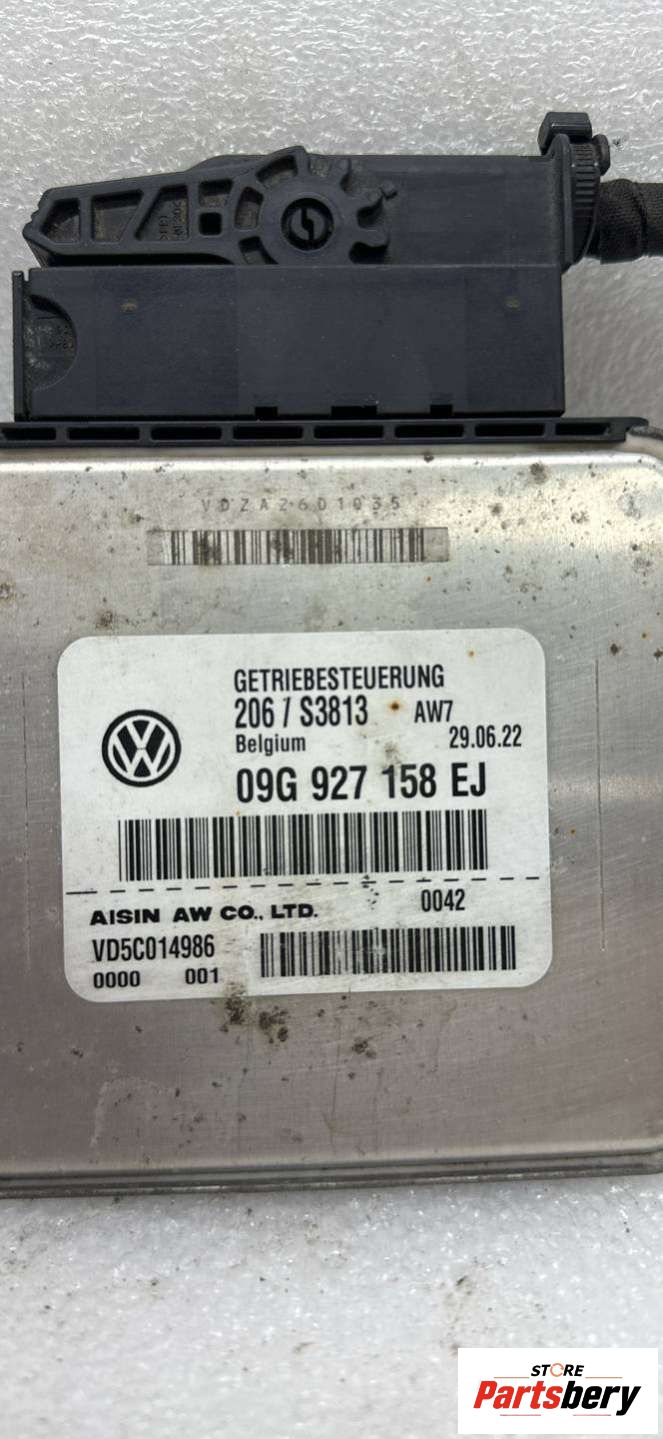 VDZA26D1035
GETRIEBESTEUERUNG
206 / S3813 AW7
Belgium 29.06.22
09G 927 158 EJ
AISIN AW CO., LTD. 0042
VD5C014986
0000 001
STORE
Partsbery